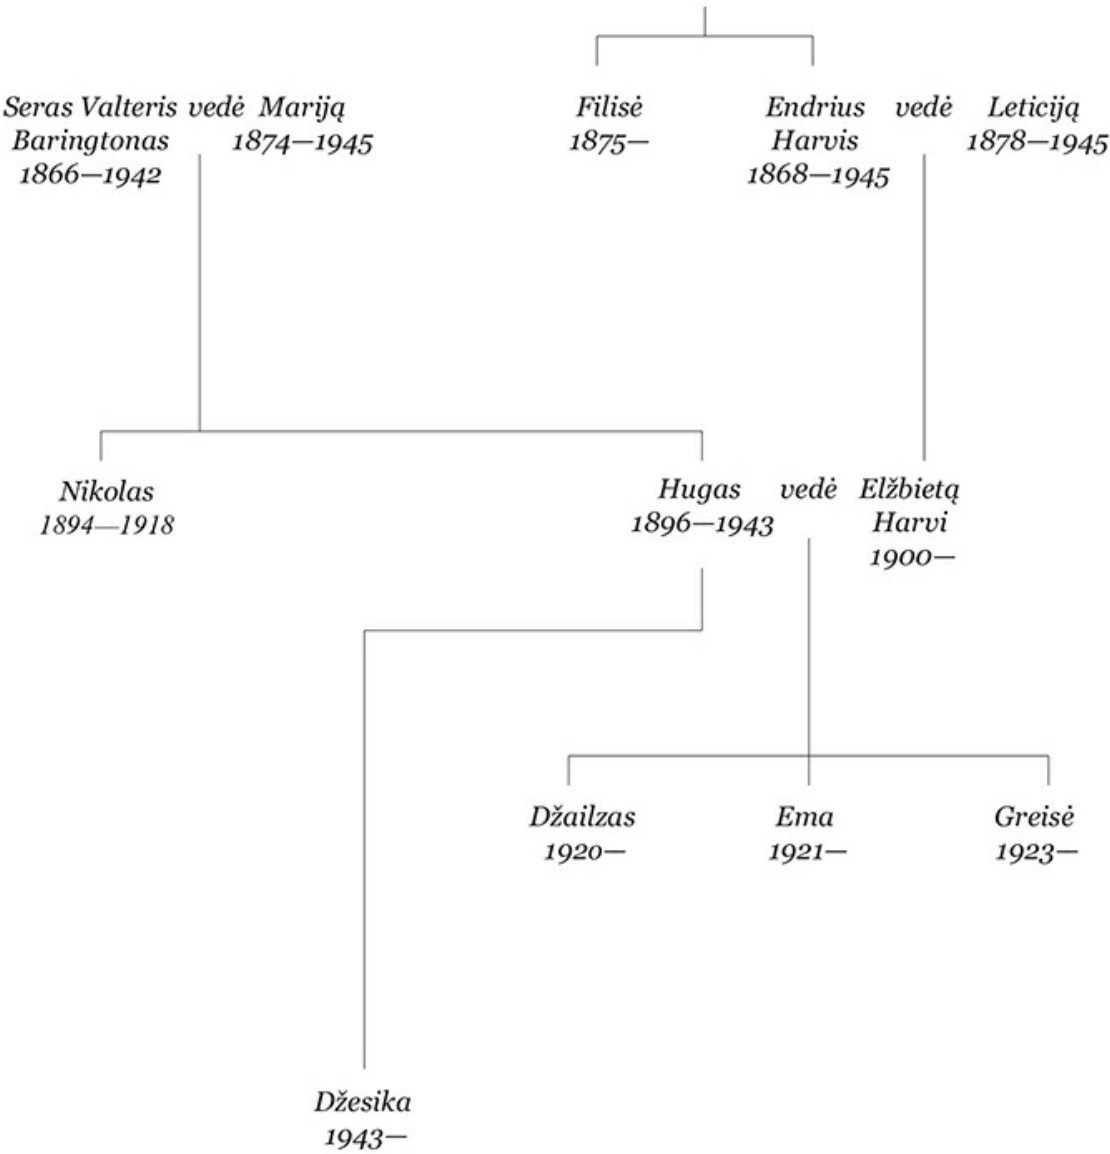 Seras Valteris vedė Mariją
Baringtonas 1874—1945
1866—1942
Filisė
1875—
Endrius vedė Leticiją
Harvis 1878—1945
1868—1945
Nikolas
1894—1918
Hugas vedė Elžbietą
1896—1943 Harvi
1900—
Džailzas
1920—
Ema
1921—
Greisė
1923—
Džesika
1943—